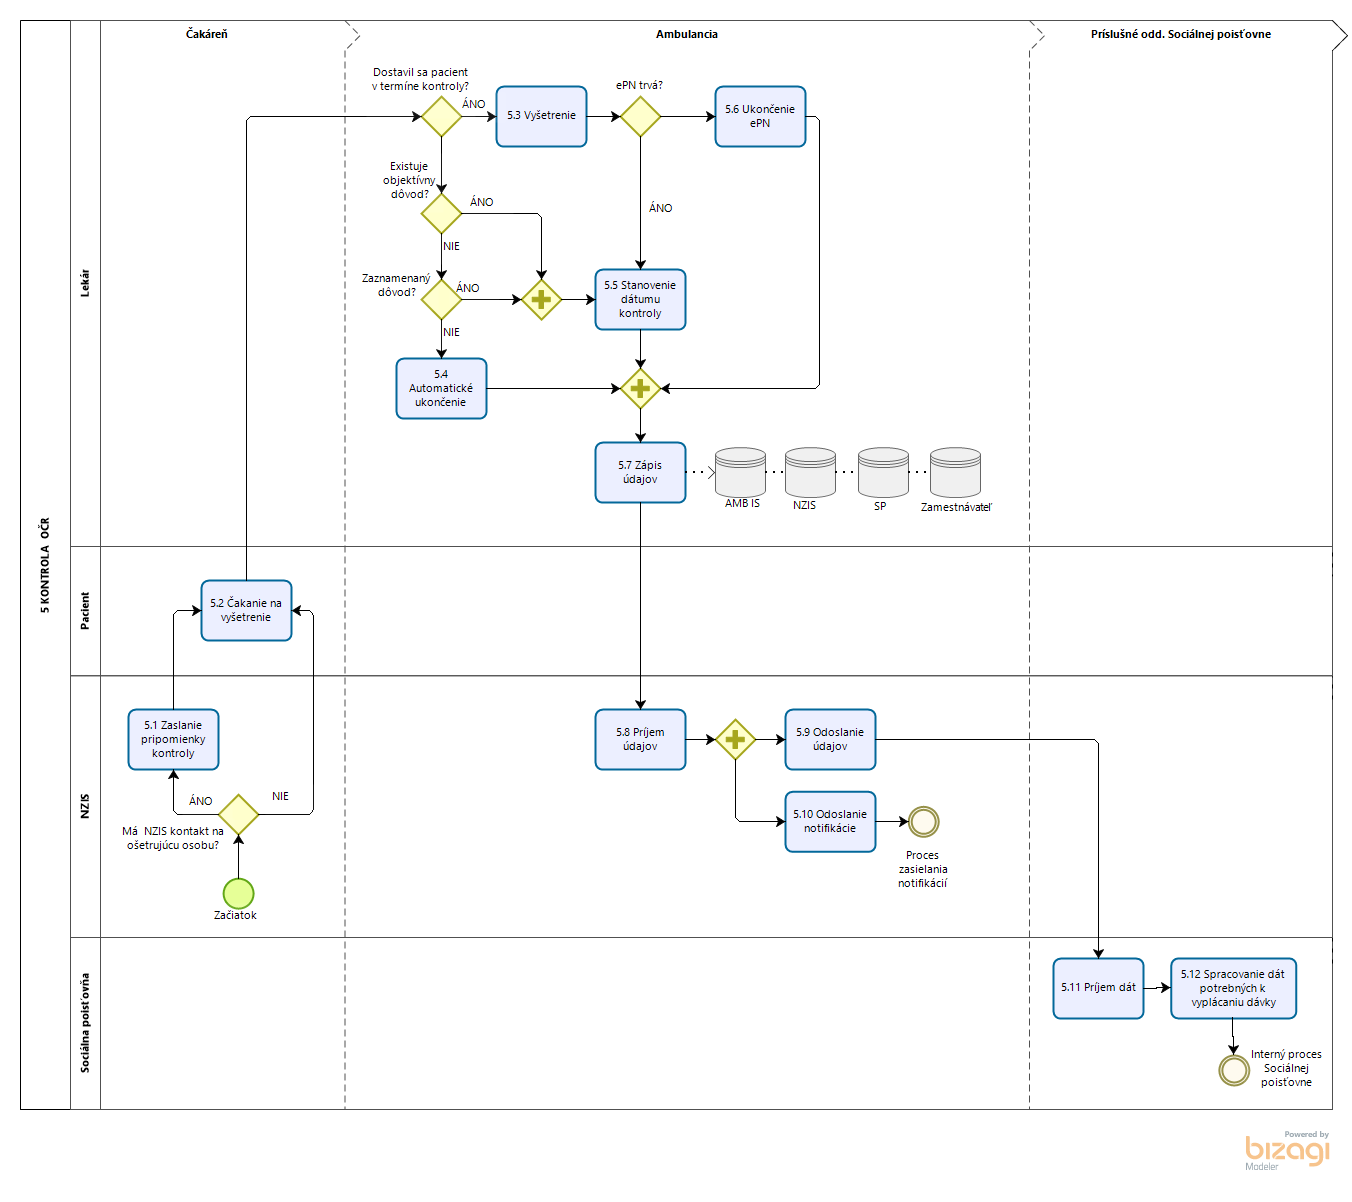 Čakáreň
Ambulancia
Príslušné odd. Sociálnej poisťovne
5 KONTROLA OČR
Lekár
Dostavil sa pacient
v termíne kontroly?
ÁNO
5.3 Vyšetrenie
ePN trvá?
5.6 Ukončenie
ePN
Existuje
objektívny
dôvod?
ÁNO
ÁNO
NIE
Zaznamenaný
dôvod?
ÁNO
5.5 Stanovenie
dátumu
kontroly
NIE
5.4
Automatické
ukončenie
5.7 Zápis
údajov
AMB IS
NZIS
SP
Zamestnávateľ
Pacient
5.2 Čakanie na
vyšetrenie
NZIS
5.1 Zaslanie
pripomienky
kontroly
ÁNO
NIE
Má NZIS kontakt na
ošetrujúcu osobu?
Začiatok
5.8 Príjem
údajov
5.9 Odoslanie
údajov
5.10 Odoslanie
notifikácie
Proces
zasielania
notifikácií
Sociálna poisťovňa
5.11 Príjem dát
5.12 Spracovanie dát
potrebných k
vyplácaniu dávky
Interný proces
Sociálnej
poisťovne
Powered by
bizagi
Modeler